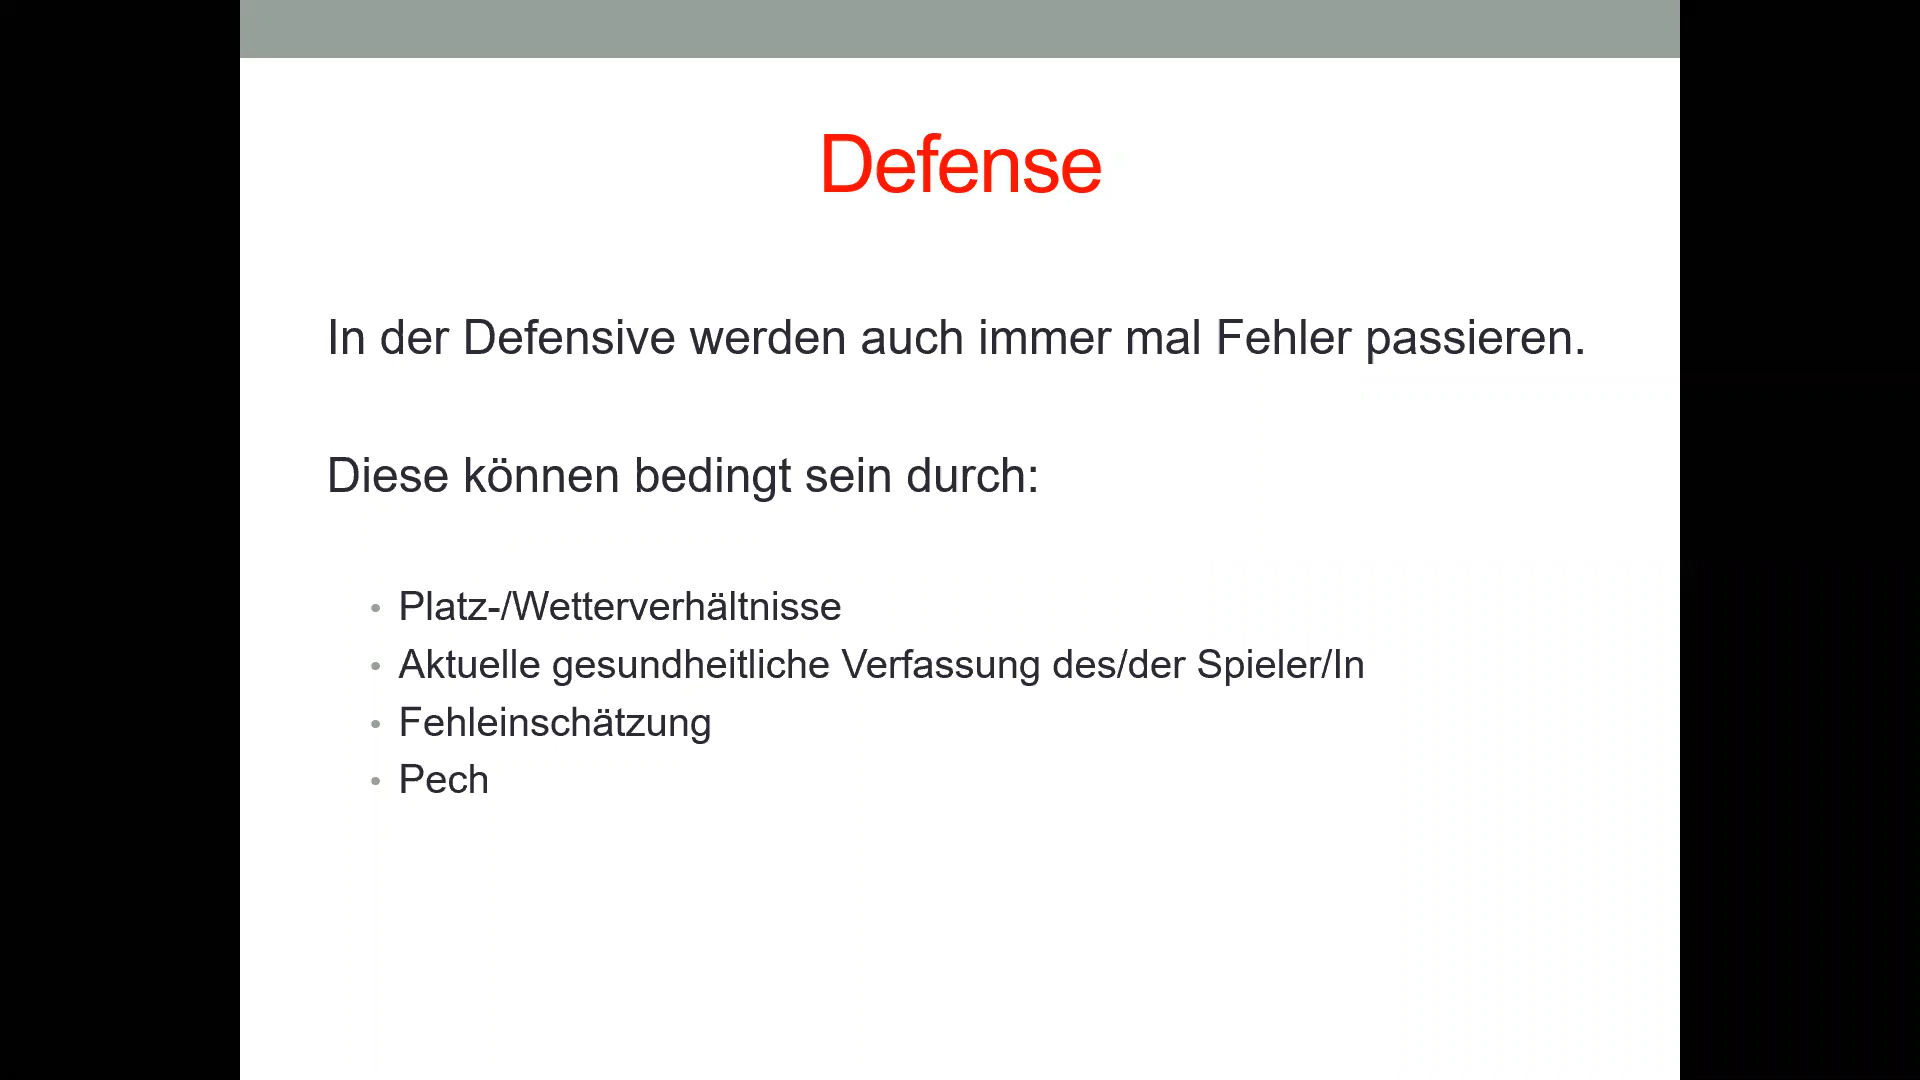 Defense
In der Defensive werden auch immer mal Fehler passieren.
Diese können bedingt sein durch:
• Platz-/Wetterverhältnisse
• Aktuelle gesundheitliche Verfassung des/der Spieler/In
• Fehleinschätzung
• Pech